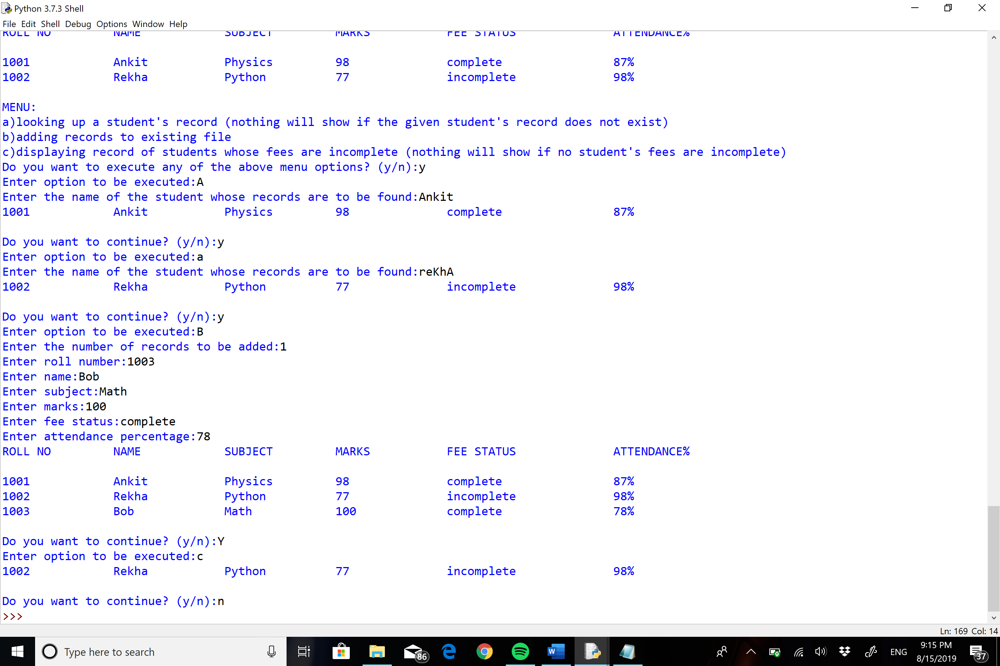 Python 3.7.3 Shell
File Edit Shell Debug Options Window Help
ROLL NO NAME SUBJECT MARKS FEE STATUS ATTENDANCE%
1001 Ankit Physics 98 complete 87%
1002 Rekha Python 77 incomplete 98%
MENU:
a)looking up a student's record (nothing will show if the given student's record does not exist)
b)adding records to existing file
c)displaying record of students whose fees are incomplete (nothing will show if no student's fees are incomplete)
Do you want to execute any of the above menu options? (y/n):y
Enter option to be executed:A
Enter the name of the student whose records are to be found:Ankit
1001 Ankit Physics 98 complete 87%
Do you want to continue? (y/n):y
Enter option to be executed:a
Enter the name of the student whose records are to be found:reKhA
1002 Rekha Python 77 incomplete 98%
Do you want to continue? (y/n):y
Enter option to be executed:B
Enter the number of records to be added:1
Enter roll number:1003
Enter name:Bob
Enter subject:Math
Enter marks:100
Enter fee status:complete
Enter attendance percentage:78
ROLL NO NAME SUBJECT MARKS FEE STATUS ATTENDANCE%
1001 Ankit Physics 98 complete 87%
1002 Rekha Python 77 incomplete 98%
1003 Bob Math 100 complete 78%
Do you want to continue? (y/n):Y
Enter option to be executed:c
1002 Rekha Python 77 incomplete 98%
Do you want to continue? (y/n):n
>>>
Ln: 169 Col: 14
Type here to search
86
W
ENG
9:15 PM
8/15/2019
37